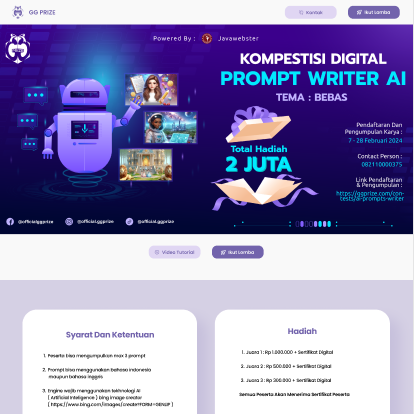 GG PRIZE
Kontak
Ikut Lomba
Powered By : Javawebster
KOMPESTISI DIGITAL
PROMPT WRITER AI
TEMA : BEBAS
Total Hadiah
2 JUTA
Pendaftaran Dan
Pengumpulan Karya :
7 - 28 Februari 2024
Contact Person :
082110000375
Link Pendaftaran
& Pengumpulan :
https://ggprize.com/con-
tests/ai-prompts-writer
@officialggprize
@official.ggprize
@official.ggprize
Video Tutorial
Ikut Lomba
Syarat Dan Ketentuan
1. Peserta bisa mengumpulkan max 3 prompt
2. Prompt bisa menggunakan bahasa indonesia
maupun bahasa inggris
3. Engine wajib menggunakan teknologi AI
( Artificial Inteligence ) bing image creator
( https://www.bing.com/images/create?FORM=GENILP )
Hadiah
1. Juara 1 : Rp 1.000.000 + Sertifikat Digital
2. Juara 2 : Rp 500.000 + Sertifikat Digital
3. Juara 3 : Rp 300.000 + Sertifikat Digital
Semua Peserta Akan Menerima Sertifikat Peserta